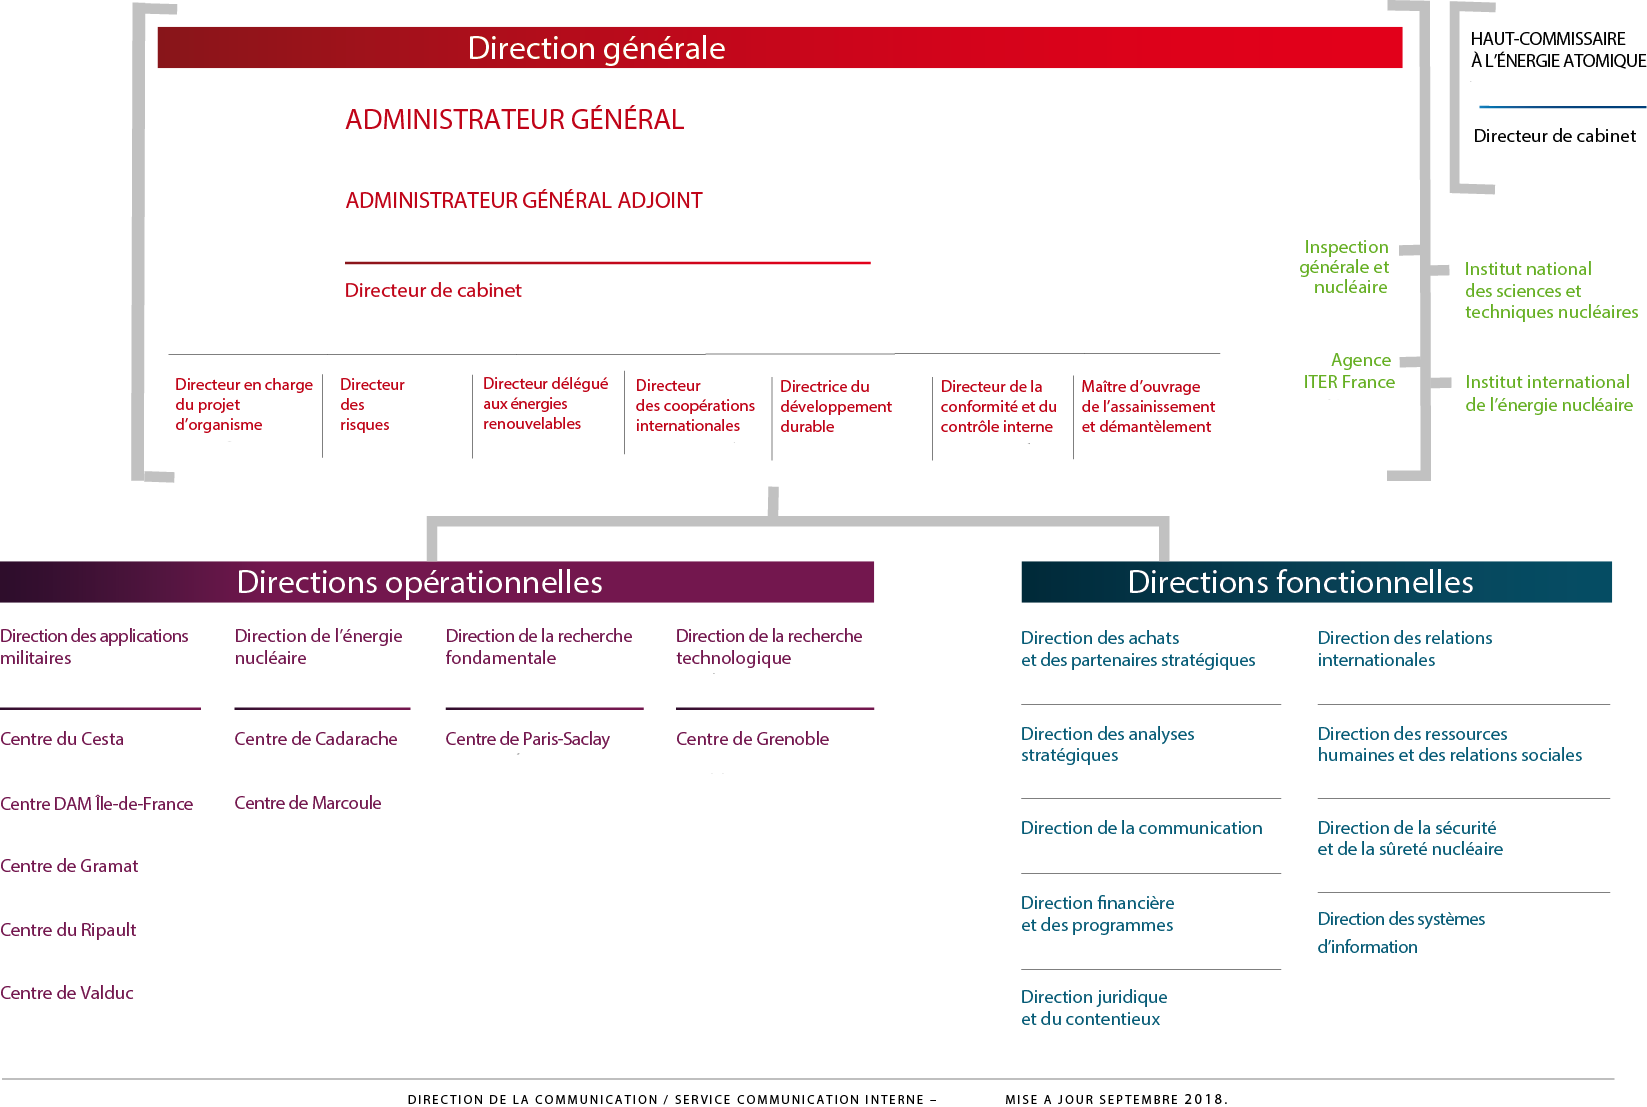 Direction générale
ADMINISTRATEUR GÉNÉRAL
ADMINISTRATEUR GÉNÉRAL ADJOINT
Directeur de cabinet
HAUT-COMMISSAIRE
À L’ÉNERGIE ATOMIQUE
Directeur de cabinet
Inspection
générale et
nucléaire
Institut national
des sciences et
techniques nucléaires
Agence
ITER France
Institut international
de l’énergie nucléaire
Directeur en charge
du projet
d’organisme
Directeur
des
risques
Directeur délégué
aux énergies
renouvelables
Directeur
des coopérations
internationales
Directrice du
développement
durable
Directeur de la
conformité et du
contrôle interne
Maître d’ouvrage
de l’assainissement
et démantèlement
Directions opérationnelles
Direction des applications
militaires
Centre du Cesta
Centre DAM Île-de-France
Centre de Gramat
Centre du Ripault
Centre de Valduc
Direction de l’énergie
nucléaire
Centre de Cadarache
Centre de Marcoule
Direction de la recherche
fondamentale
Centre de Paris-Saclay
Direction de la recherche
technologique
Centre de Grenoble
Directions fonctionnelles
Direction des achats
et des partenaires stratégiques
Direction des analyses
stratégiques
Direction de la communication
Direction financière
et des programmes
Direction juridique
et du contentieux
Direction des relations
internationales
Direction des ressources
humaines et des relations sociales
Direction de la sécurité
et de la sûreté nucléaire
Direction des systèmes
d’information
DIRECTION DE LA COMMUNICATION / SERVICE COMMUNICATION INTERNE – MISE A JOUR SEPTEMBRE 2018.